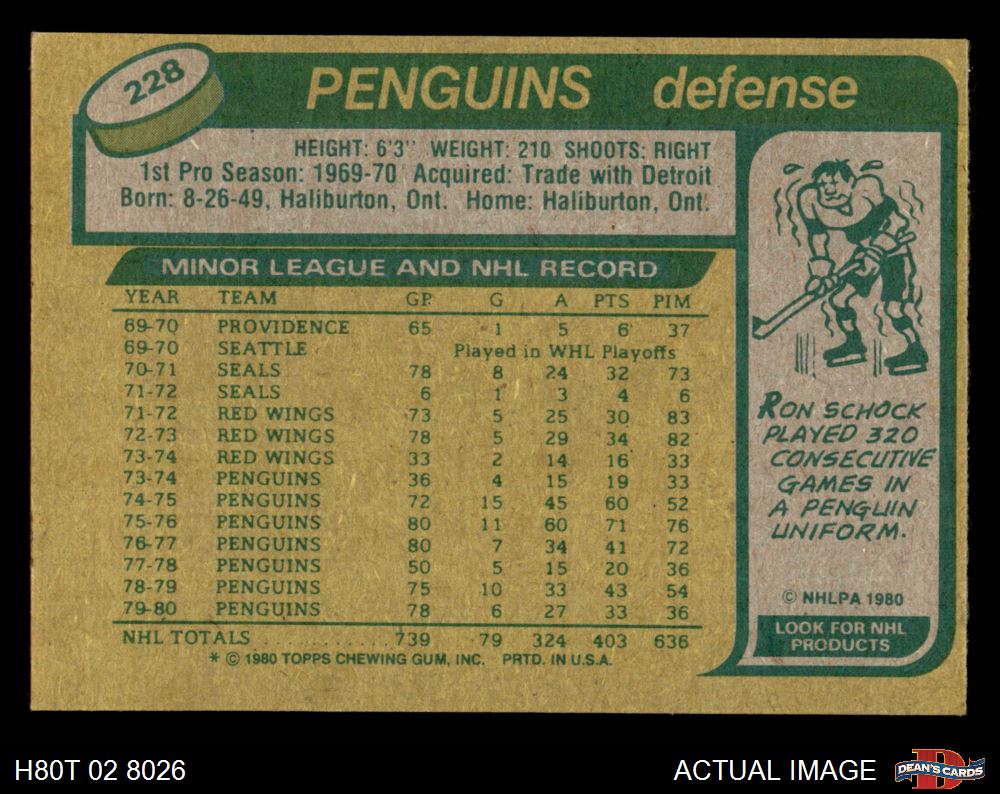 228
PENGUINS defense
HEIGHT: 6'3" WEIGHT: 210 SHOOTS: RIGHT
1st Pro Season: 1969-70 Acquired: Trade with Detroit
Born: 8-26-49, Haliburton, Ont. Home: Haliburton, Ont.
MINOR LEAGUE AND NHL RECORD
YEAR TEAM GP G A PTS PIM
69-70 PROVIDENCE 65 1 5 6 37
69-70 SEATTLE Played in WHL Playoffs
70-71 SEALS 78 8 24 32 73
71-72 SEALS 6 1 3 4 6
71-72 RED WINGS 73 5 25 30 83
72-73 RED WINGS 78 5 29 34 82
73-74 RED WINGS 33 2 14 16 33
73-74 PENGUINS 36 4 15 19 33
74-75 PENGUINS 72 15 45 60 52
75-76 PENGUINS 80 11 60 71 76
76-77 PENGUINS 80 7 34 41 72
77-78 PENGUINS 50 5 15 20 36
78-79 PENGUINS 75 10 33 43 54
79-80 PENGUINS 78 6 27 33 36
NHL TOTALS .......... 739 79 324 403 636
* © 1980 TOPPS CHEWING GUM, INC. PRTD. IN U.S.A.
RON SCHOCK
PLAYED 320
CONSECUTIVE
GAMES IN
A PENGUIN
UNIFORM.
© NHLPA 1980
LOOK FOR NHL
PRODUCTS
H80T 02 8026
ACTUAL IMAGE
DEAN'S CARDS